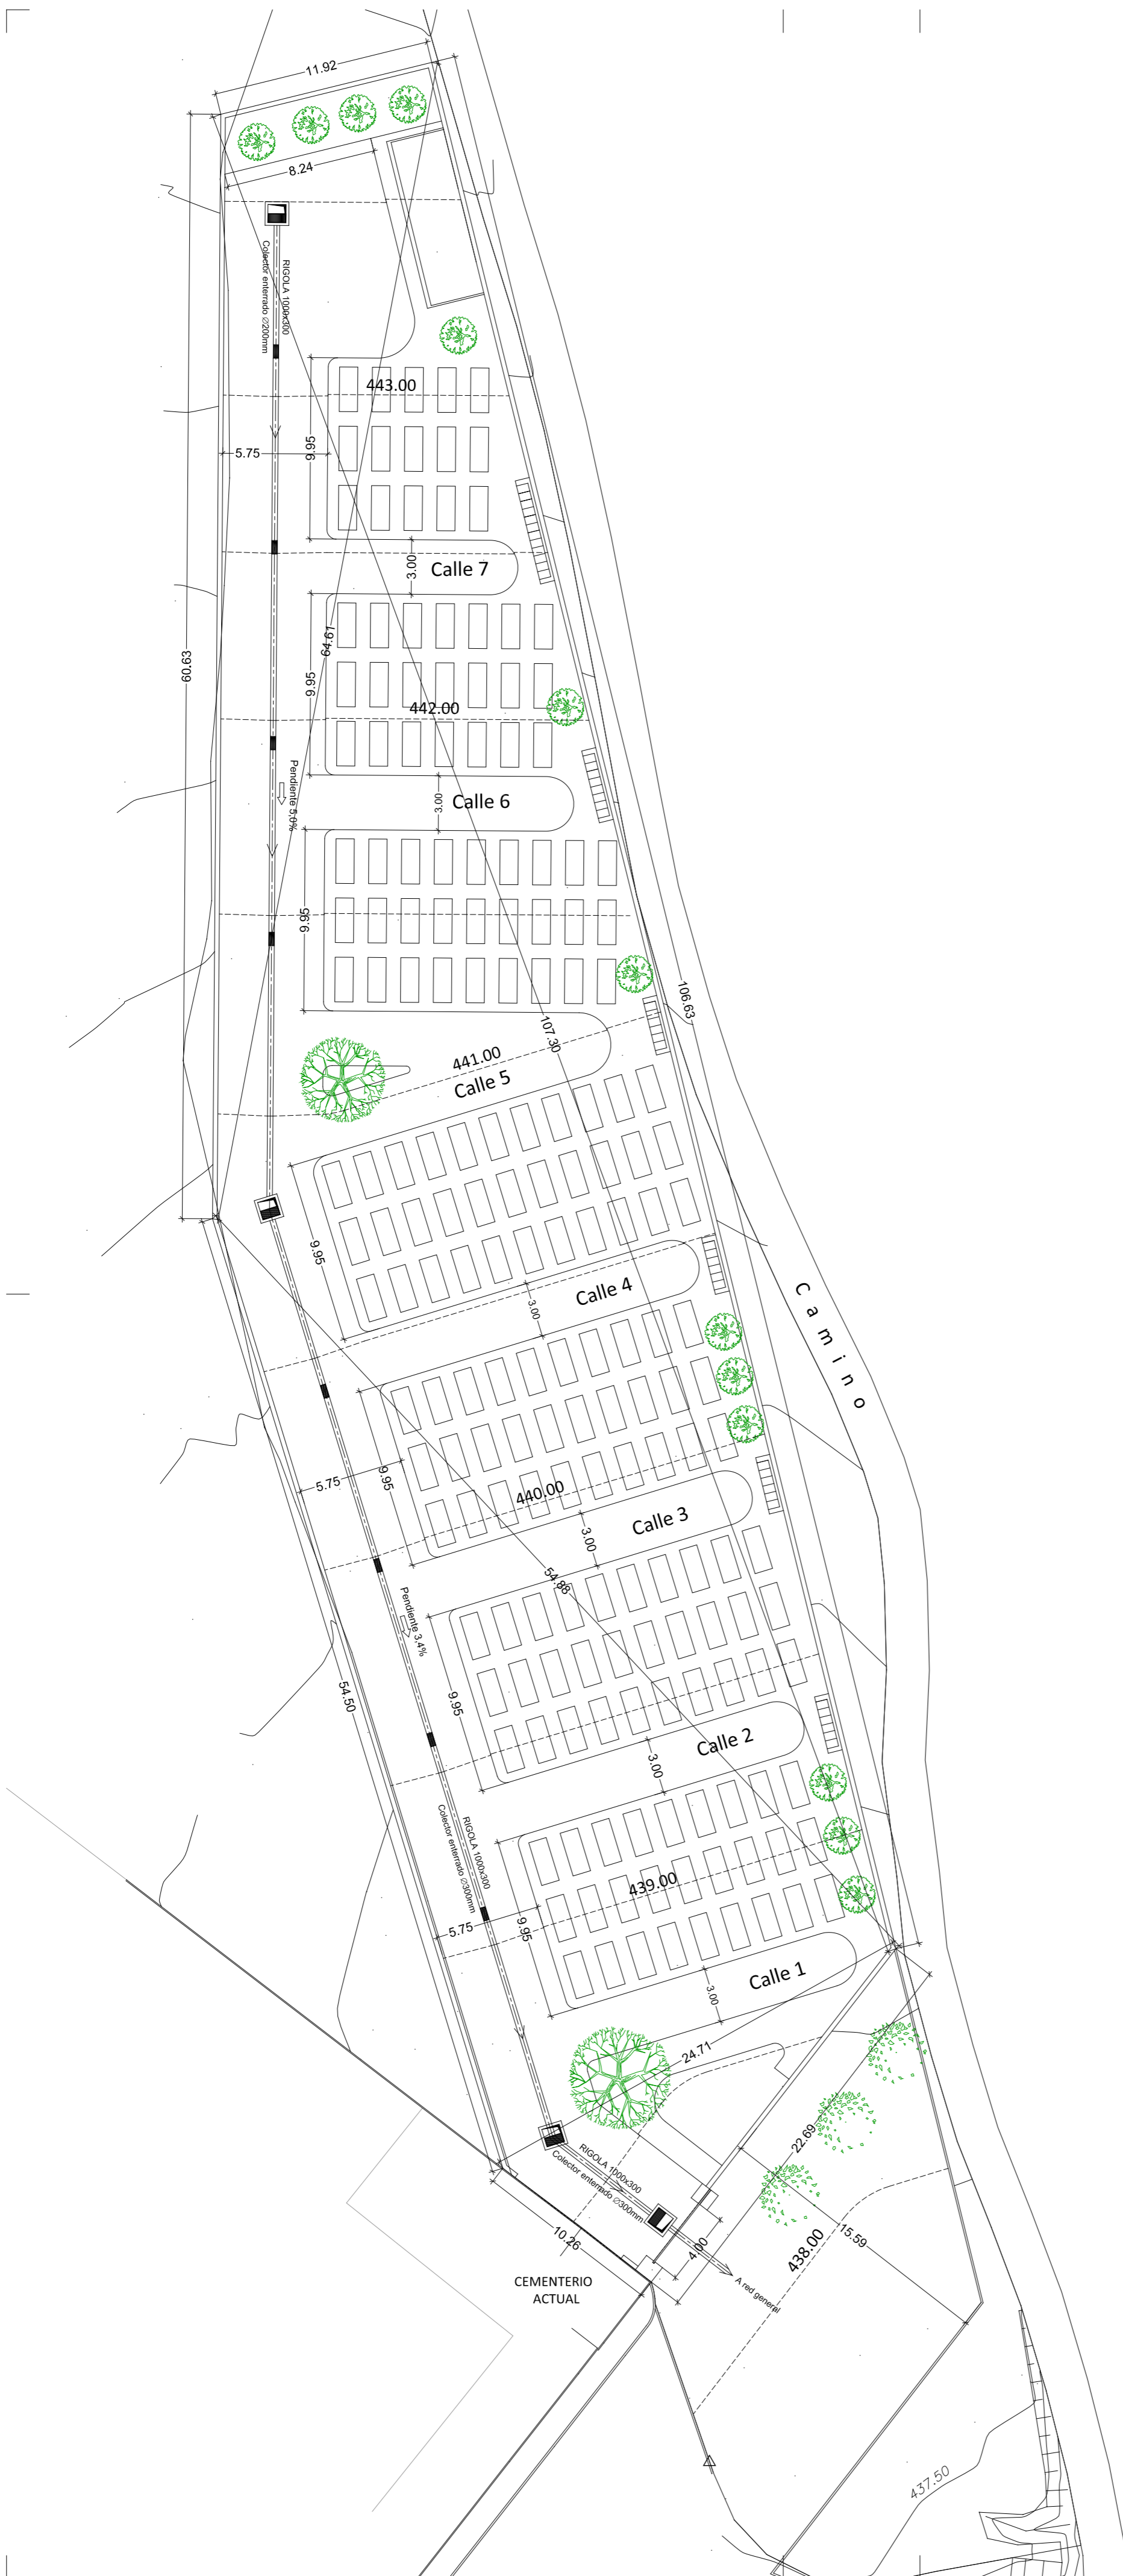 11.92
8.24
RIGOLA 1000x300
Colector enterrado Ø200mm
443.00
9.95
5.75
3.00
Calle 7
60.63
64.61
9.95
442.00
Pendiente 5,0%
3.00
Calle 6
9.95
106.63
107.30
441.00
Calle 5
9.95
Calle 4
3.00
Camino
5.75
9.95
440.00
Calle 3
3.00
54.88
Pendiente 3,4%
54.50
9.95
Calle 2
3.00
RIGOLA 1000x300
Colector enterrado Ø300mm
439.00
5.75
9.95
Calle 1
3.00
24.71
22.69
RIGOLA 1000x300
Colector enterrado Ø300mm
10.26
4.00
15.59
438.00
A red general
CEMENTERIO
ACTUAL
437.50